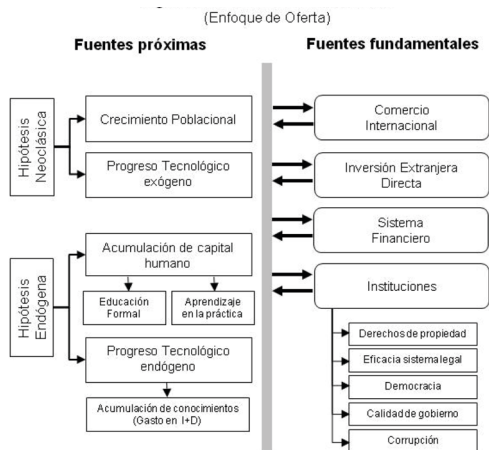 (Enfoque de Oferta)
Fuentes próximas
Fuentes fundamentales
Hipótesis
Neoclásica
Crecimiento Poblacional
Progreso Tecnológico
exógeno
Hipótesis
Endógena
Acumulación de capital
humano
Educación
Formal
Aprendizaje
en la práctica
Progreso Tecnológico
endógeno
Acumulación de conocimientos
(Gasto en I+D)
Comercio
Internacional
Inversión Extranjera
Directa
Sistema
Financiero
Instituciones
Derechos de propiedad
Eficacia sistema legal
Democracia
Calidad de gobierno
Corrupción